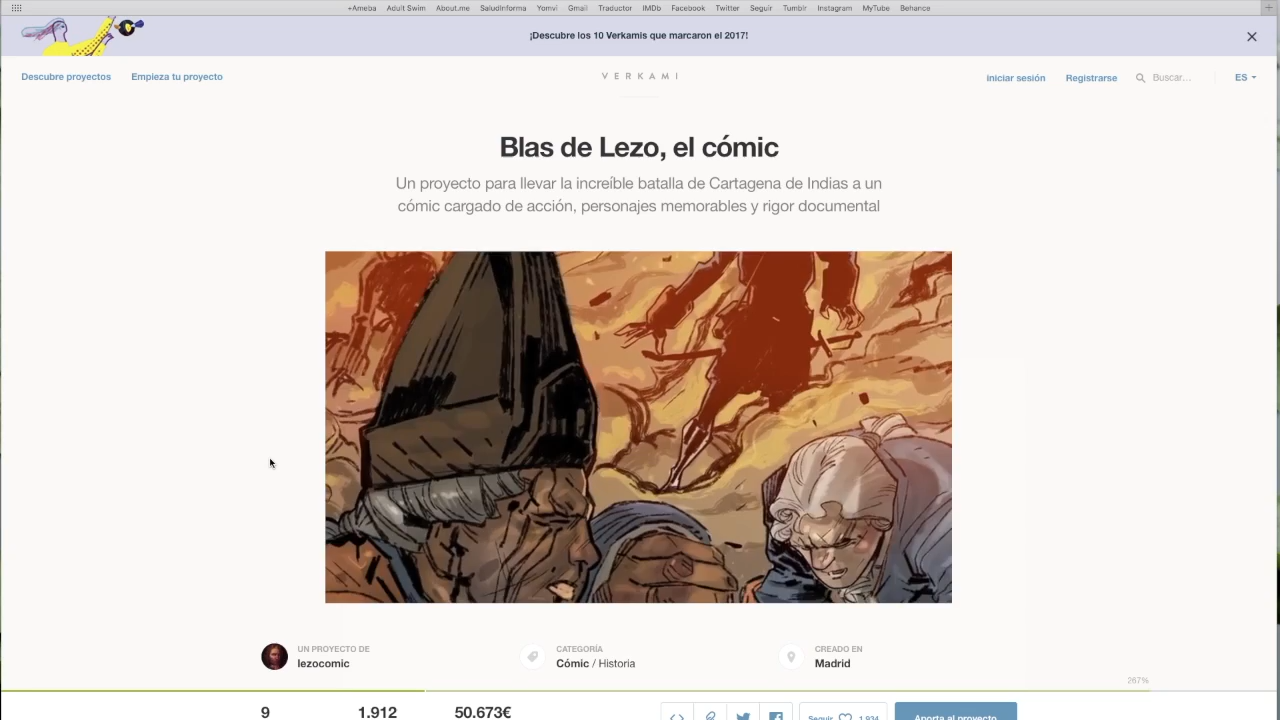 +Ameba Adult Swim About.me SaludInforma Yomvi Gmail Traductor IMDb Facebook Twitter Seguir Tumblr Instagram MyTube Behance
¡Descubre los 10 Verkamis que marcaron el 2017!
Descubre proyectos Empieza tu proyecto VERKAMI iniciar sesión Registrarse Buscar... ES
Blas de Lezo, el cómic
Un proyecto para llevar la increíble batalla de Cartagena de Indias a un
cómic cargado de acción, personajes memorables y rigor documental
UN PROYECTO DE
lezocomic
CATEGORÍA
Cómic / Historia
CREADO EN
Madrid
267%
9 1.912 50.673€
Seguir 1.934 Aporta al proyecto